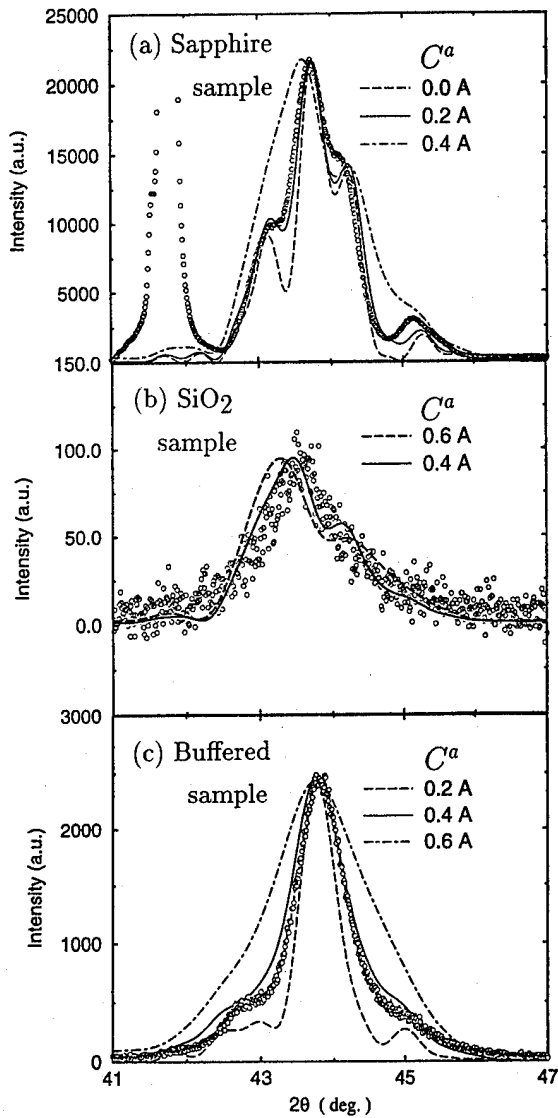 (a) Sapphire
sample
C^a
0.0 A
0.2 A
0.4 A
25000
20000
15000
10000
5000
Intensity (a.u.)
150.0
(b) SiO₂
sample
C^a
0.6 A
0.4 A
100.0
50.0
0.0
Intensity (a.u.)
3000
(c) Buffered
sample
C^a
0.2 A
0.4 A
0.6 A
2000
1000
0
Intensity (a.u.)
41 43 45 47
2θ ( deg.)